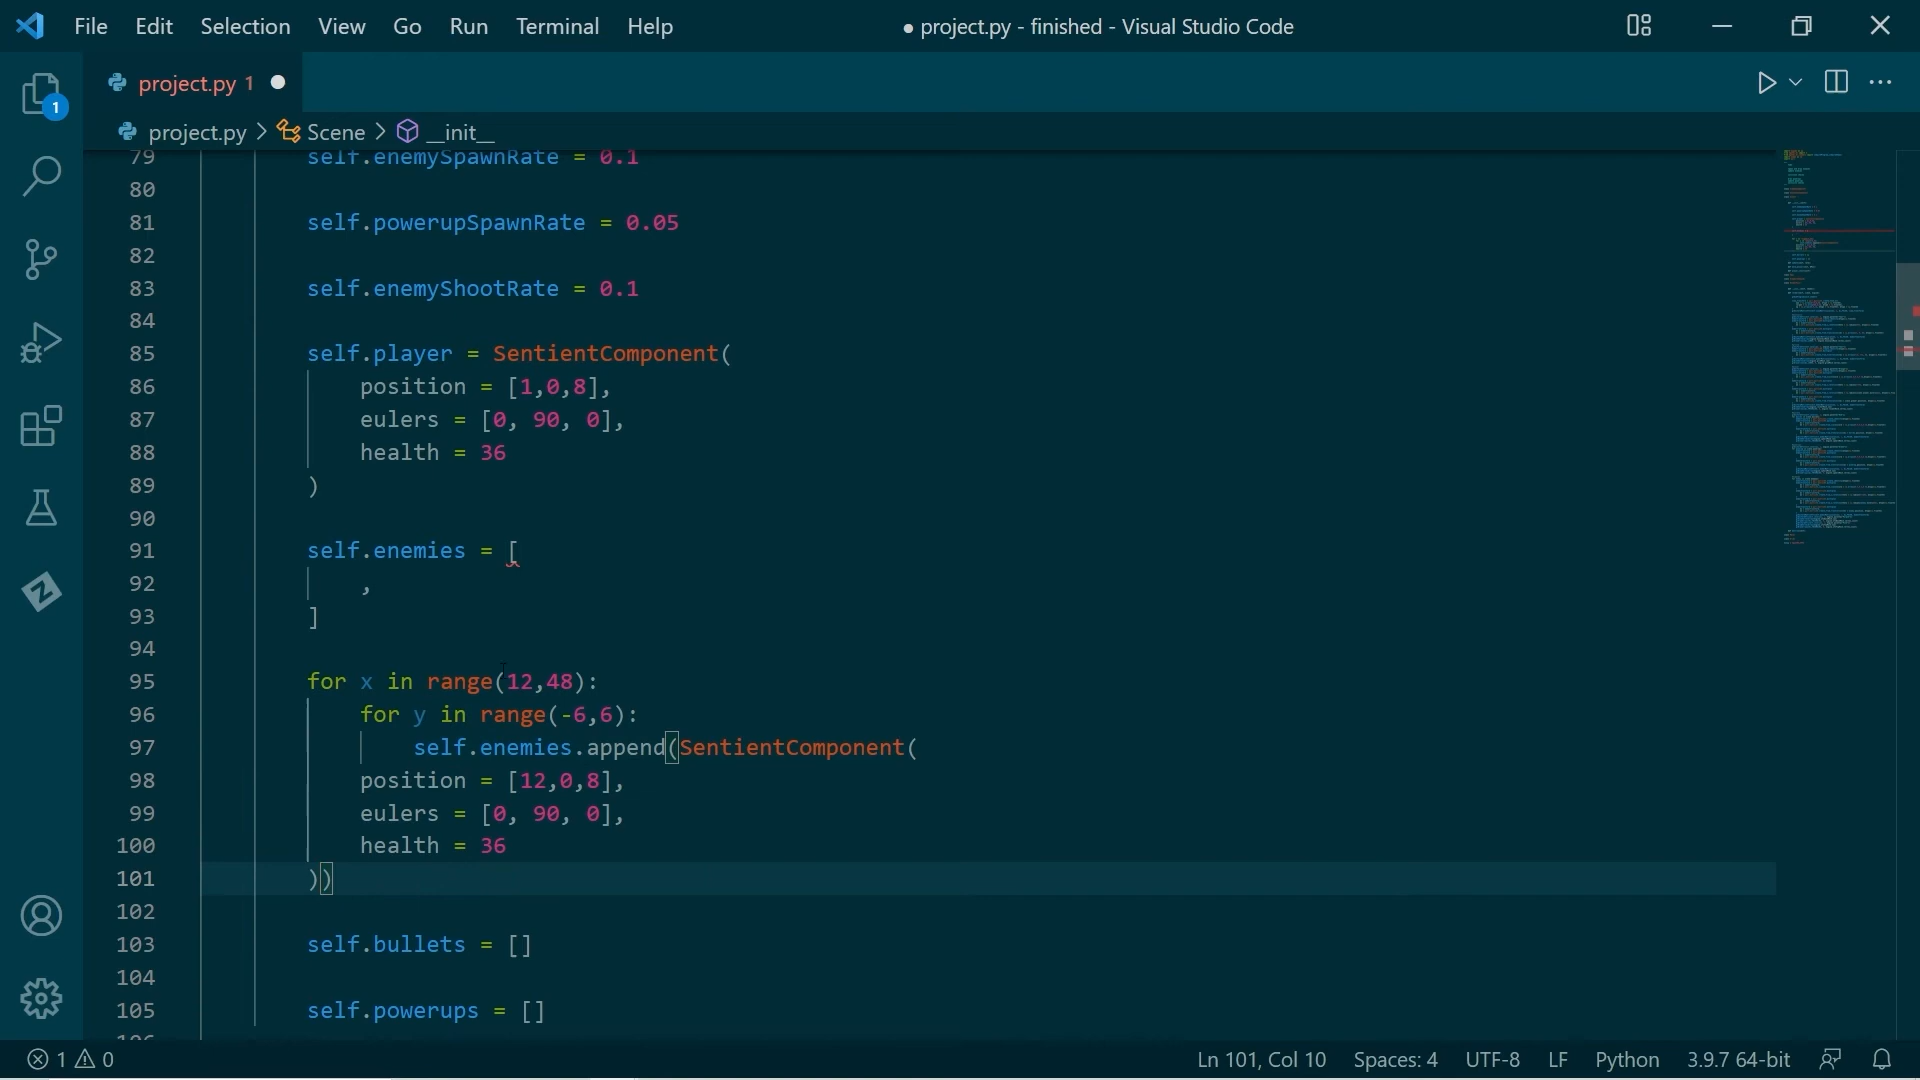 File Edit Selection View Go Run Terminal Help ● project.py - finished - Visual Studio Code
project.py 1
1
project.py > Scene > __init__
79 self.enemySpawnRate = 0.1
80
81 self.powerupSpawnRate = 0.05
82
83 self.enemyShootRate = 0.1
84
85 self.player = SentientComponent(
86 position = [1,0,8],
87 eulers = [0, 90, 0],
88 health = 36
89 )
90
91 self.enemies = [
92 ,
93 ]
94
95 for x in range(12,48):
96 for y in range(-6,6):
97 self.enemies.append(SentientComponent(
98 position = [12,0,8],
99 eulers = [0, 90, 0],
100 health = 36
101 ))
102
103 self.bullets = []
104
105 self.powerups = []
106
1 0 Ln 101, Col 10 Spaces: 4 UTF-8 LF Python 3.9.7 64-bit